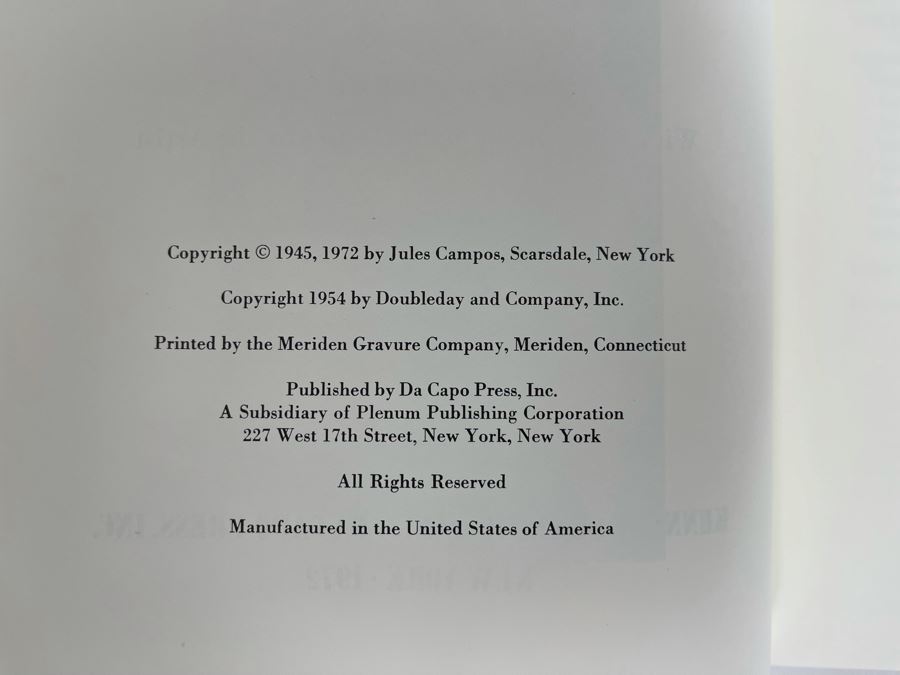 Copyright © 1945, 1972 by Jules Campos, Scarsdale, New York
Copyright 1954 by Doubleday and Company, Inc.
Printed by the Meriden Gravure Company, Meriden, Connecticut
Published by Da Capo Press, Inc.
A Subsidiary of Plenum Publishing Corporation
227 West 17th Street, New York, New York
All Rights Reserved
Manufactured in the United States of America